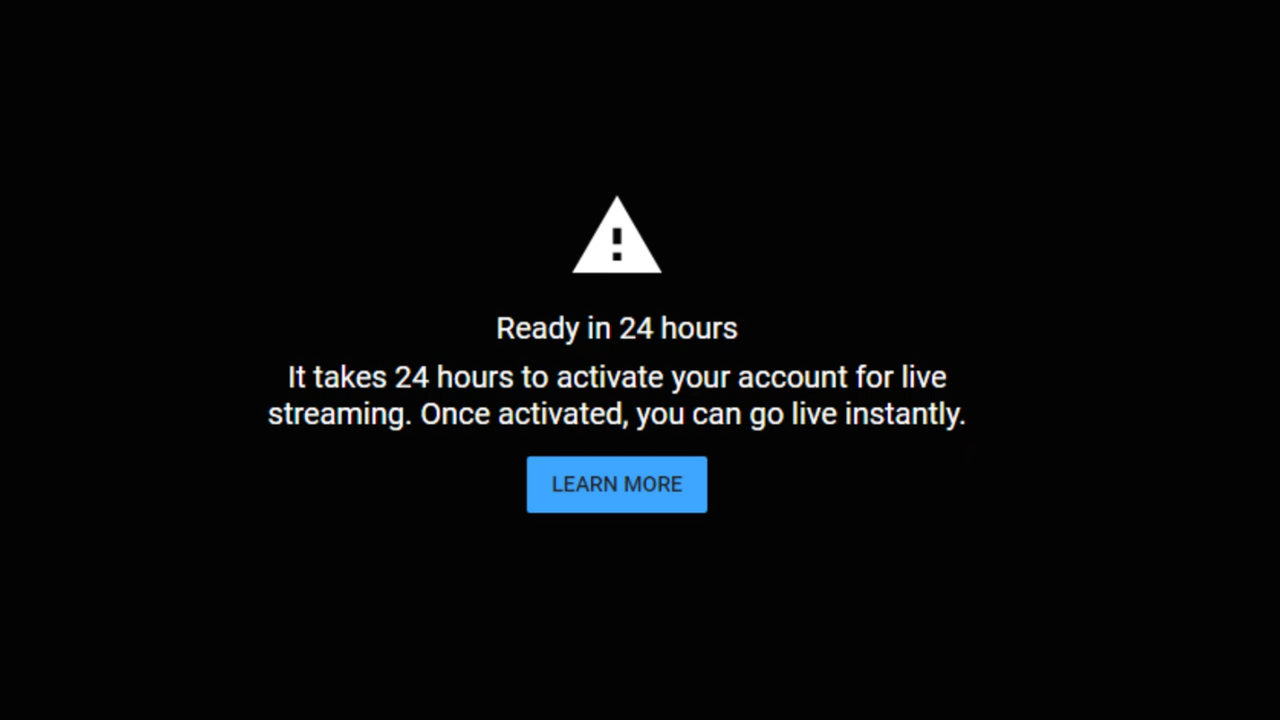 Ready in 24 hours
It takes 24 hours to activate your account for live
streaming. Once activated, you can go live instantly.
LEARN MORE